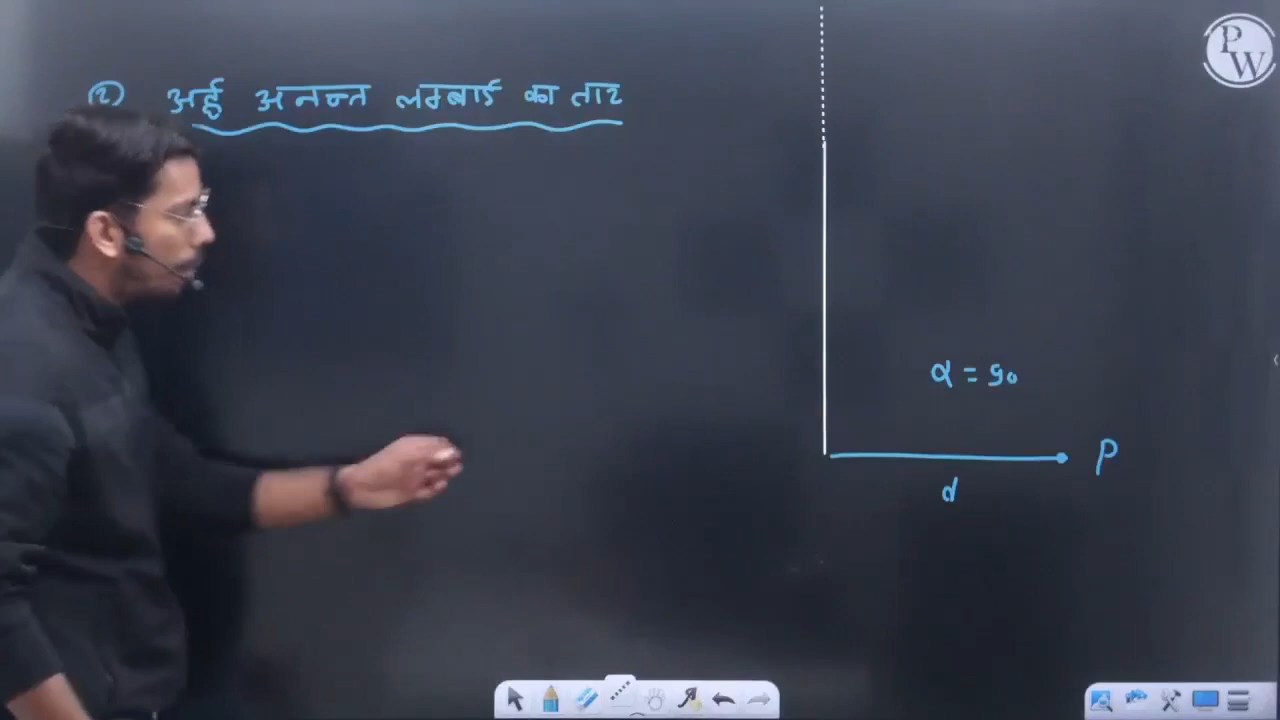 (2) अर्द्ध अनन्त लम्बाई का तार
PW
α = 90
P
d